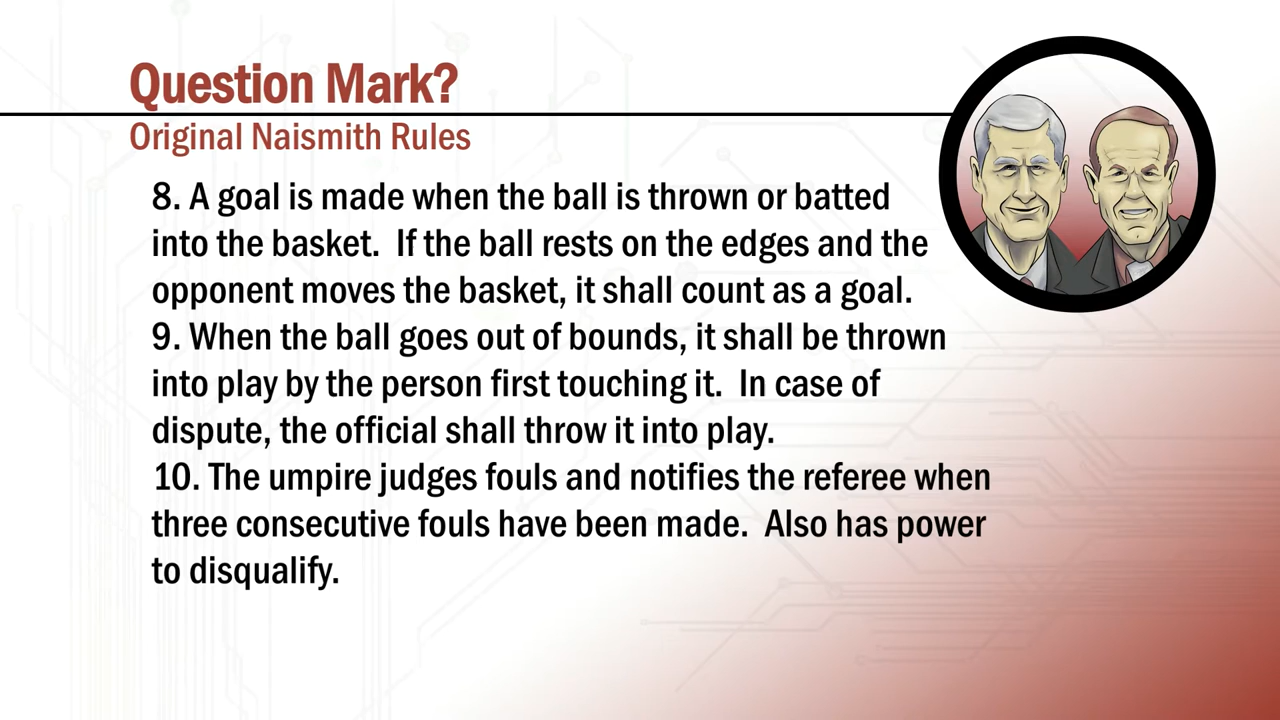 Question Mark?
Original Naismith Rules
8. A goal is made when the ball is thrown or batted
into the basket.  If the ball rests on the edges and the
opponent moves the basket, it shall count as a goal.
9. When the ball goes out of bounds, it shall be thrown
into play by the person first touching it.  In case of
dispute, the official shall throw it into play.
10. The umpire judges fouls and notifies the referee when
three consecutive fouls have been made.  Also has power
to disqualify.